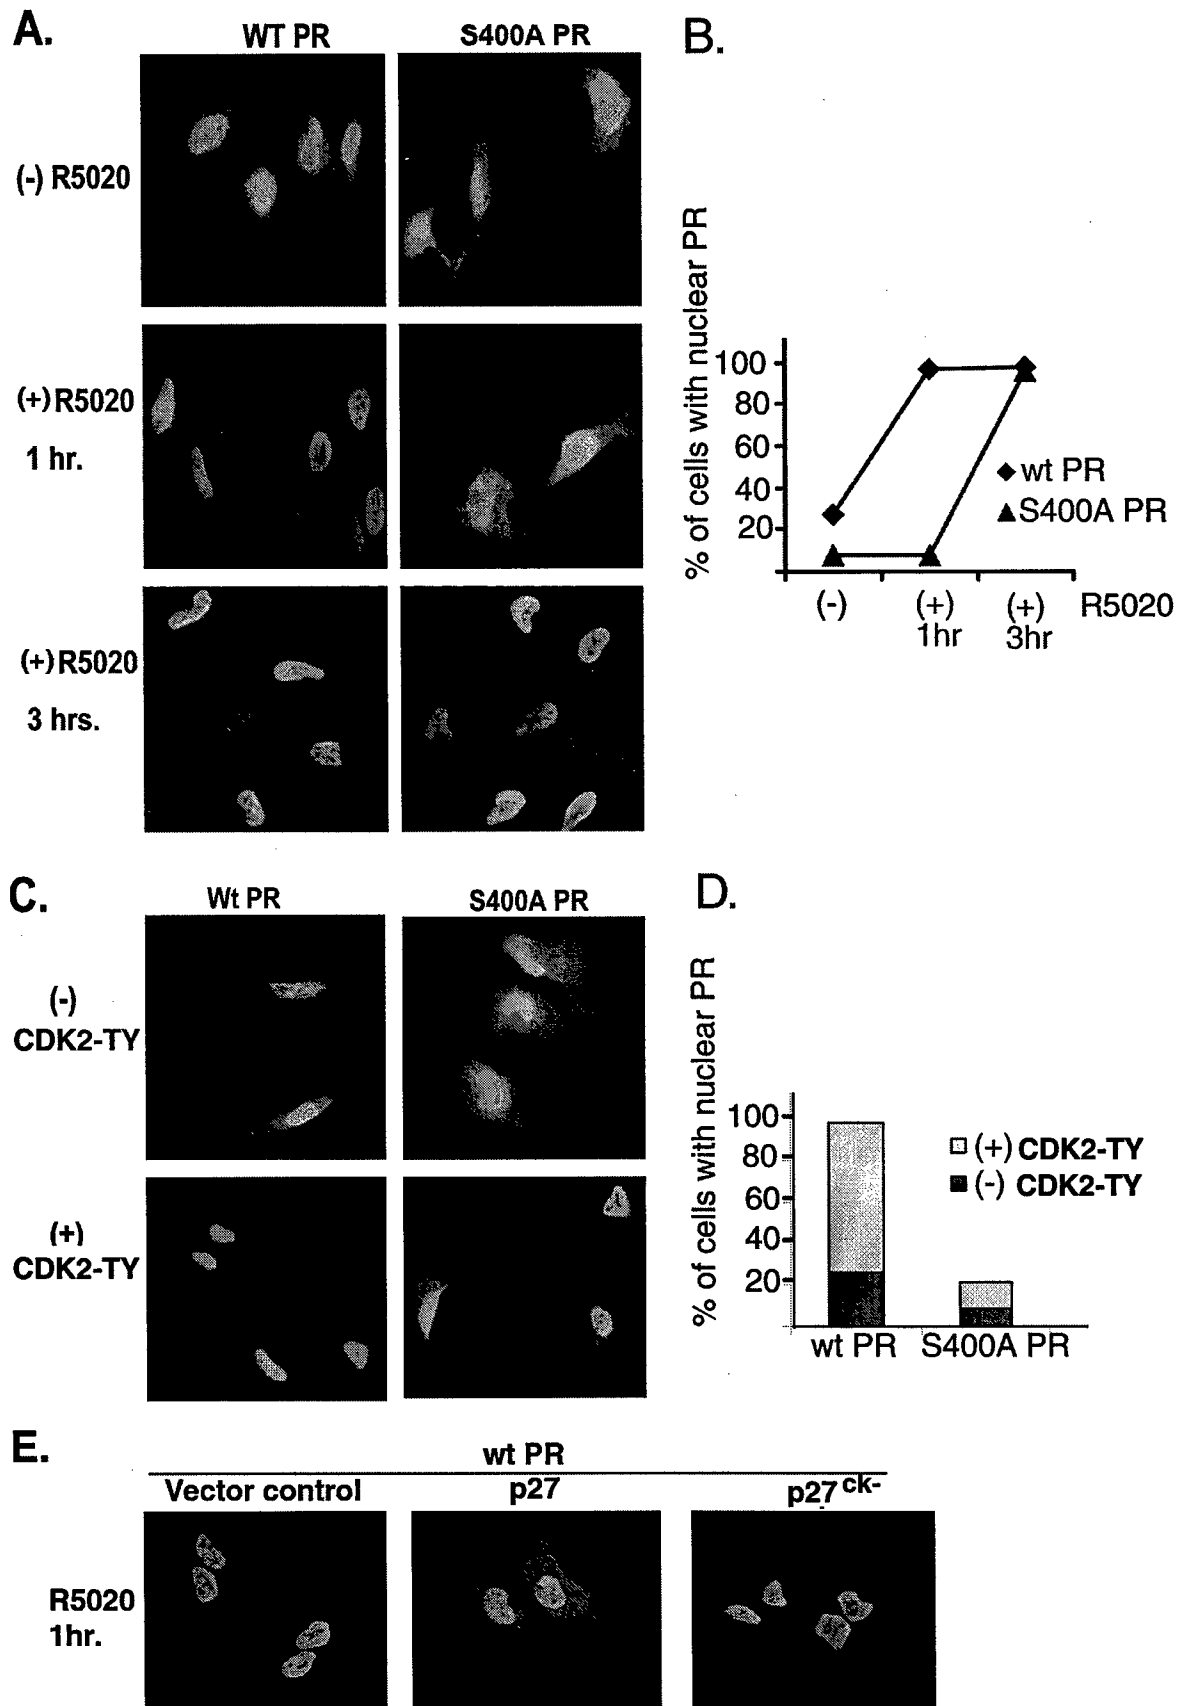 A.
WT PR
S400A PR
(-) R5020
(+) R5020
1 hr.
(+) R5020
3 hrs.
B.
% of cells with nuclear PR
100
80
60
40
20
wt PR
S400A PR
(-)
(+)
1hr
(+)
3hr
R5020
C.
Wt PR
S400A PR
(-)
CDK2-TY
(+)
CDK2-TY
D.
% of cells with nuclear PR
100
80
60
40
20
(+) CDK2-TY
(-) CDK2-TY
wt PR
S400A PR
E.
wt PR
Vector control
p27
p27ck-
R5020
1hr.